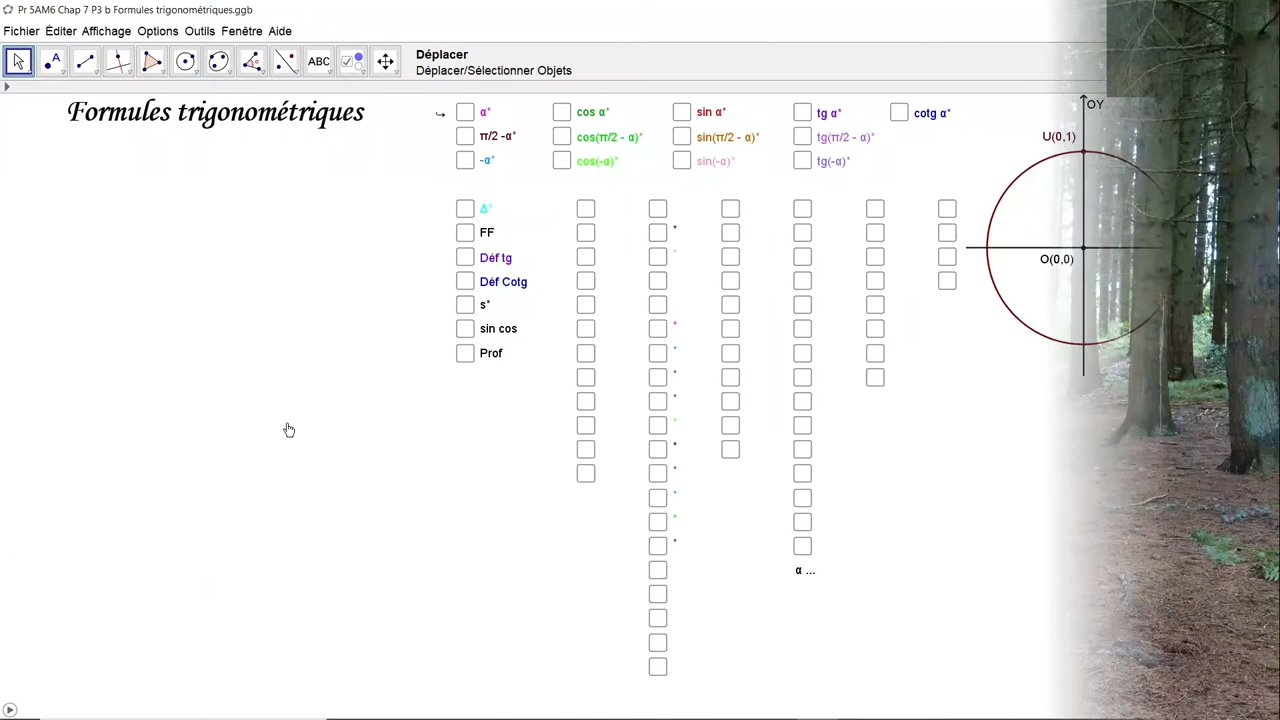 Pr 5AM6 Chap 7 P3 b Formules trigonométriques.ggb
Fichier Éditer Affichage Options Outils Fenêtre Aide
A ABC Déplacer
Déplacer/Sélectionner Objets
Formules trigonométriques
α* cos α* sin α* tg α* cotg α*
π/2 -α* cos(π/2 - α)* sin(π/2 - α)* tg(π/2 - α)*
-α* cos(-α)* sin(-α)* tg(-α)*
OY
U(0,1)
O(0,0)
Δ*
FF
Déf tg
Déf Cotg
s*
sin cos
Prof
α ...